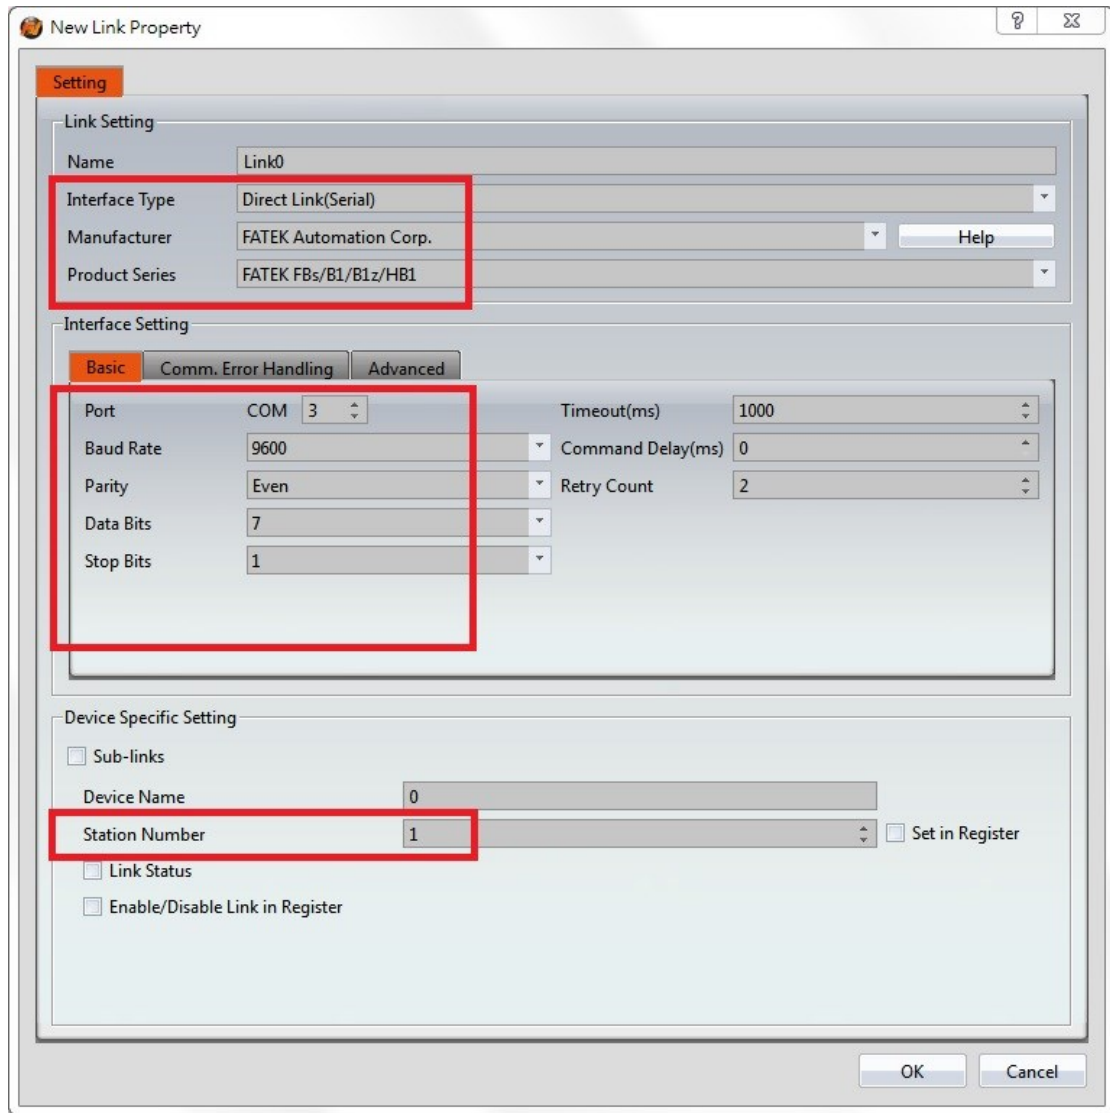 New Link Property
Setting
Link Setting
Name Link0
Interface Type Direct Link(Serial)
Manufacturer FATEK Automation Corp. Help
Product Series FATEK FBs/B1/B1z/HB1
Interface Setting
Basic Comm. Error Handling Advanced
Port COM 3 Timeout(ms) 1000
Baud Rate 9600 Command Delay(ms) 0
Parity Even Retry Count 2
Data Bits 7
Stop Bits 1
Device Specific Setting
Sub-links
Device Name 0
Station Number 1 Set in Register
Link Status
Enable/Disable Link in Register
OK Cancel